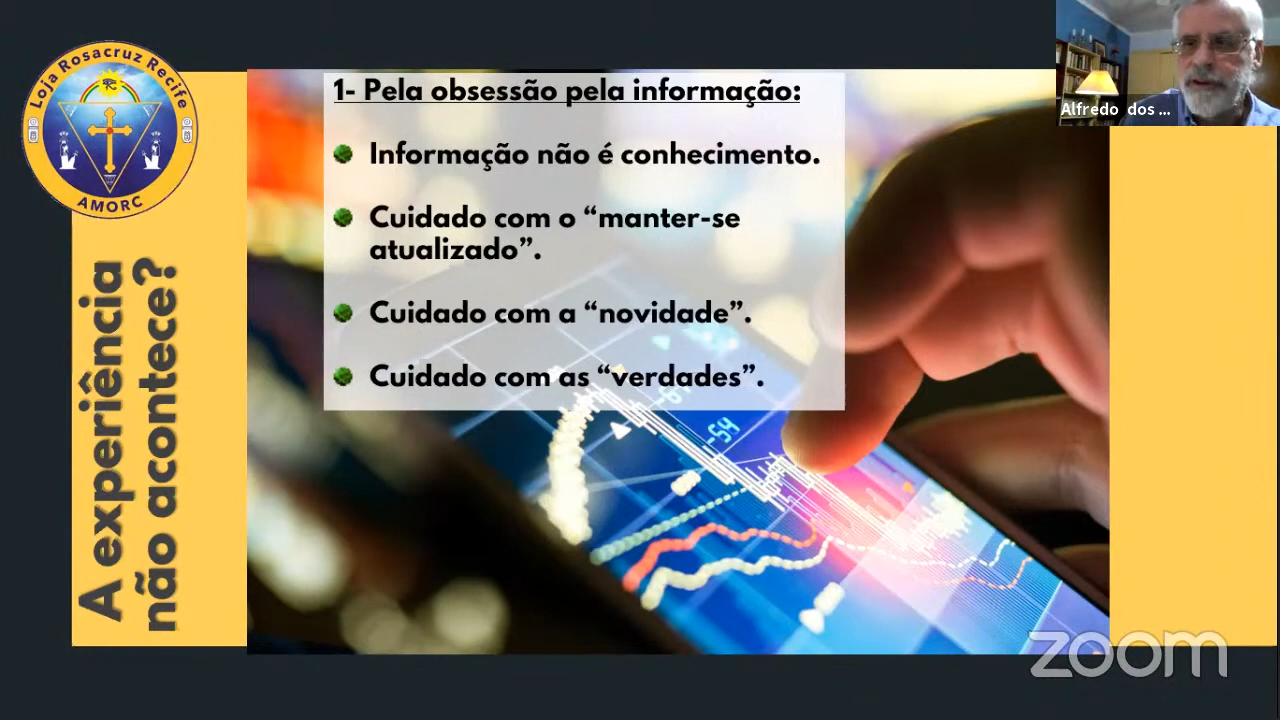 Loja Rosacruz Recife
AMORC
A experiência
não acontece?
1- Pela obsessão pela informação:
Informação não é conhecimento.
Cuidado com o “manter-se
atualizado”.
Cuidado com a “novidade”.
Cuidado com as “verdades”.
-54
Alfredo dos ...
zoom